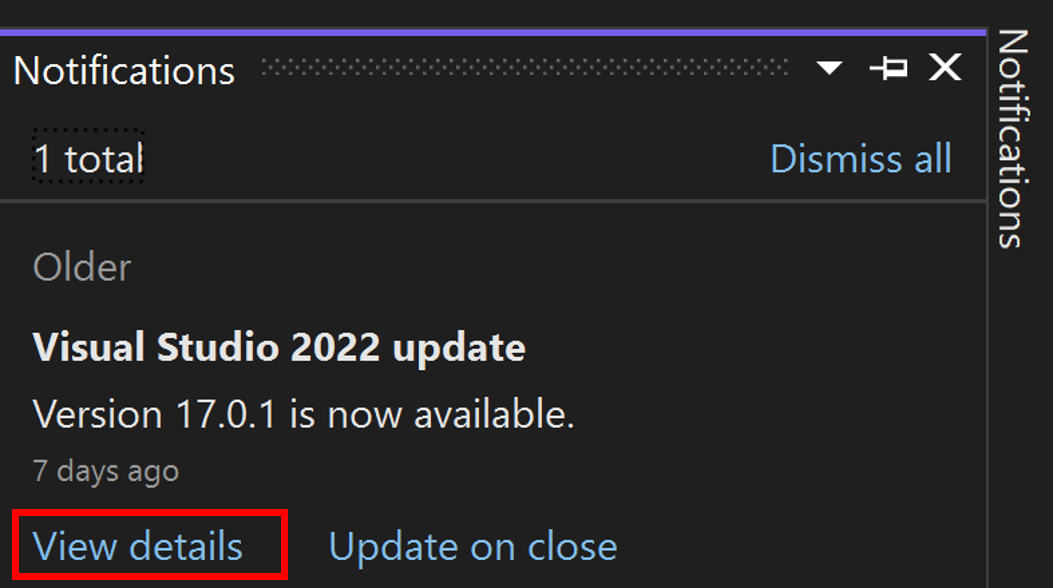 Notifications
1 total
Dismiss all
Older
Visual Studio 2022 update
Version 17.0.1 is now available.
7 days ago
View details
Update on close
Notifications